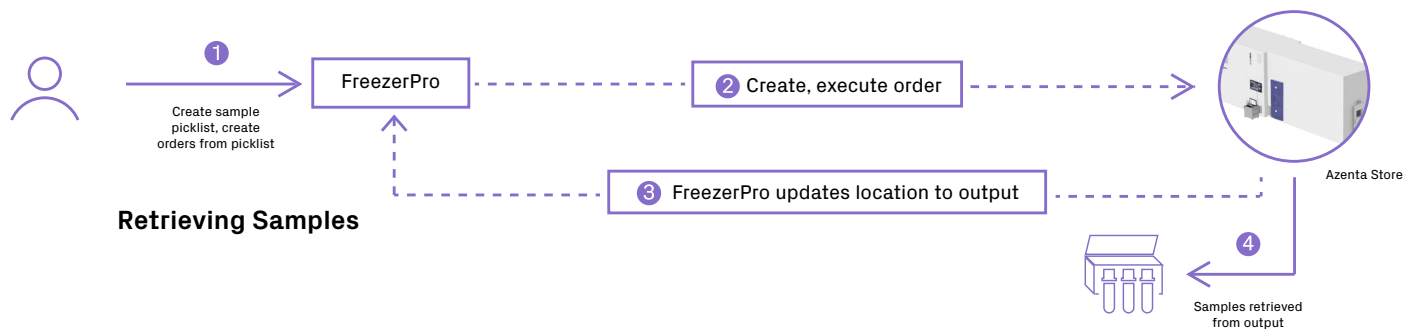 1
Create sample
picklist, create
orders from picklist
FreezerPro
2 Create, execute order
Azenta Store
3 FreezerPro updates location to output
Retrieving Samples
4
Samples retrieved
from output